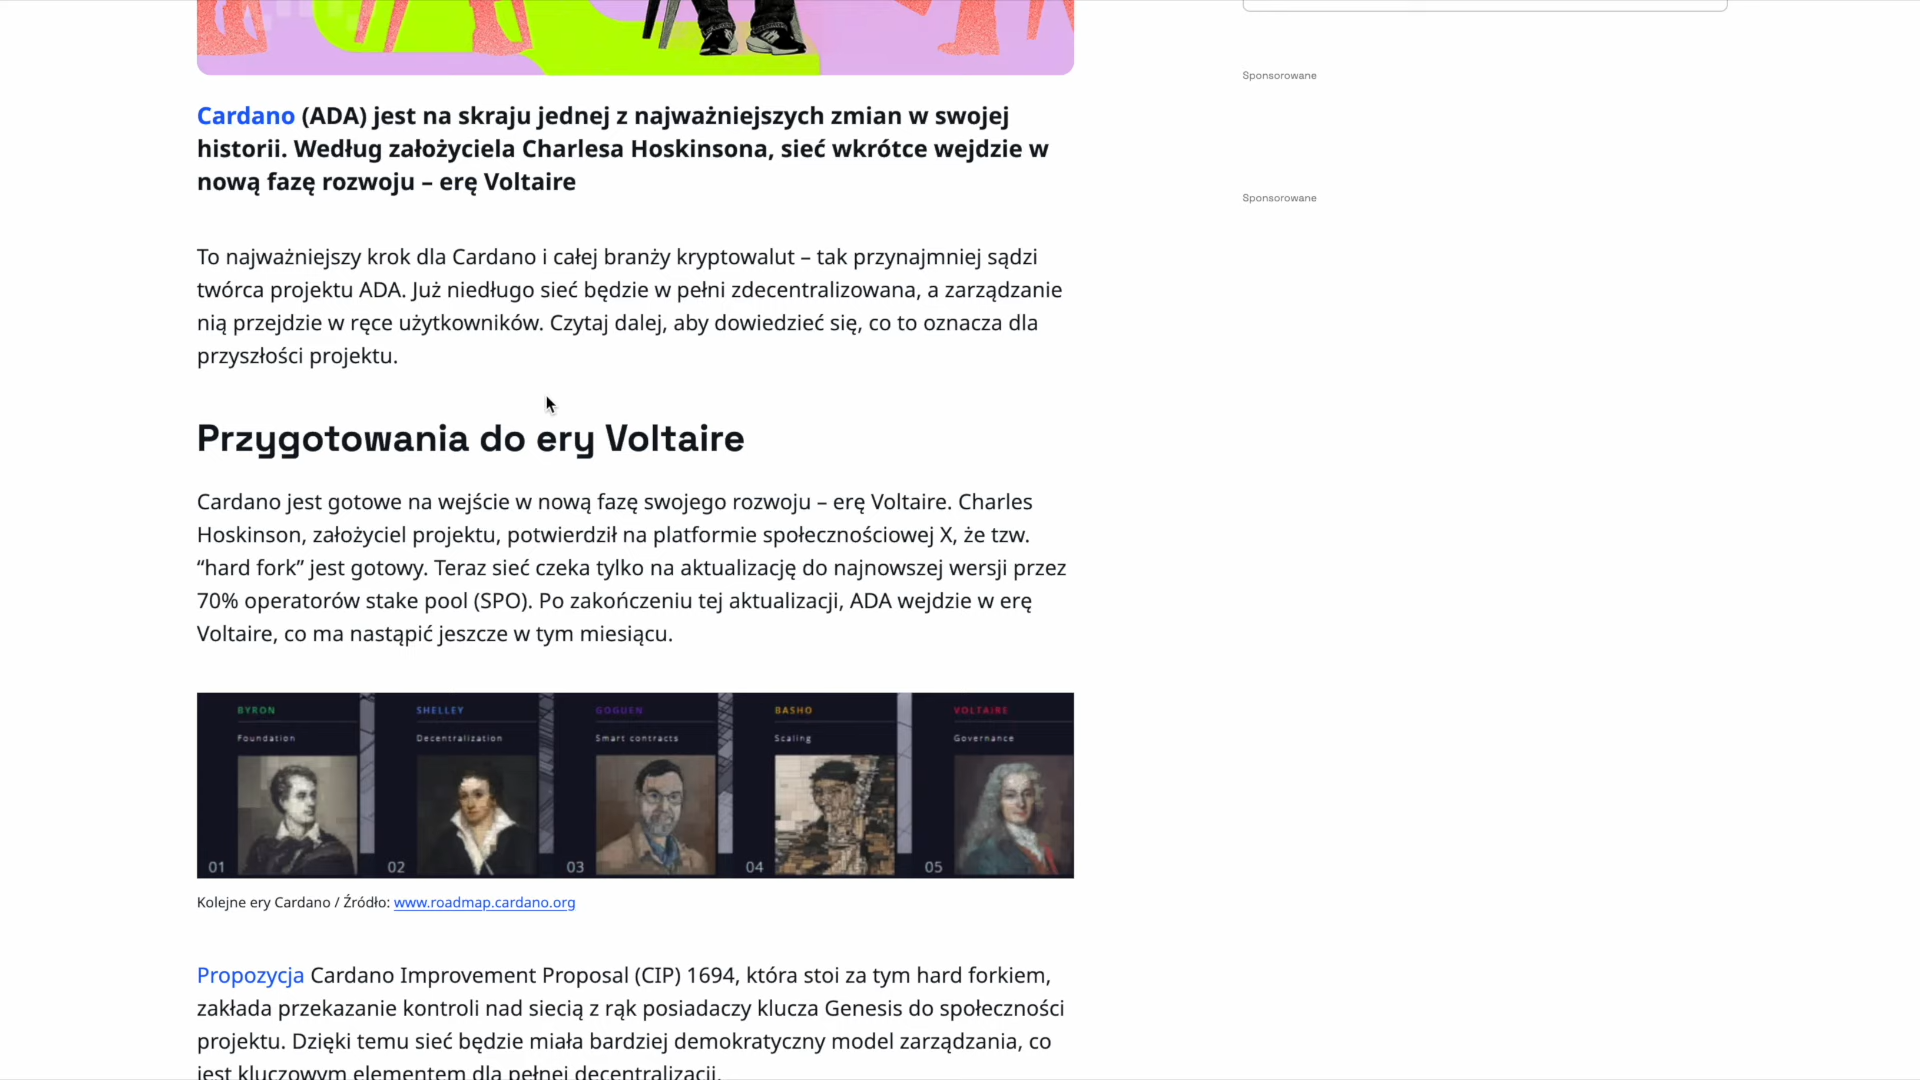 Sponsorowane
Sponsorowane
Cardano (ADA) jest na skraju jednej z najważniejszych zmian w swojej
historii. Według założyciela Charlesa Hoskinsona, sieć wkrótce wejdzie w
nową fazę rozwoju – erę Voltaire
To najważniejszy krok dla Cardano i całej branży kryptowalut – tak przynajmniej sądzi
twórca projektu ADA. Już niedługo sieć będzie w pełni zdecentralizowana, a zarządzanie
nią przejdzie w ręce użytkowników. Czytaj dalej, aby dowiedzieć się, co to oznacza dla
przyszłości projektu.
Przygotowania do ery Voltaire
Cardano jest gotowe na wejście w nową fazę swojego rozwoju – erę Voltaire. Charles
Hoskinson, założyciel projektu, potwierdził na platformie społecznościowej X, że tzw.
“hard fork” jest gotowy. Teraz sieć czeka tylko na aktualizację do najnowszej wersji przez
70% operatorów stake pool (SPO). Po zakończeniu tej aktualizacji, ADA wejdzie w erę
Voltaire, co ma nastąpić jeszcze w tym miesiącu.
BYRON SHELLEY GOGUEN BASHO VOLTAIRE
Foundation Decentralization Smart contracts Scaling Governance
01 02 03 04 05
Kolejne ery Cardano / Źródło: www.roadmap.cardano.org
Propozycja Cardano Improvement Proposal (CIP) 1694, która stoi za tym hard forkiem,
zakłada przekazanie kontroli nad siecią z rąk posiadaczy klucza Genesis do społeczności
projektu. Dzięki temu sieć będzie miała bardziej demokratyczny model zarządzania, co
jest kluczowym elementem dla pełnej decentralizacji.